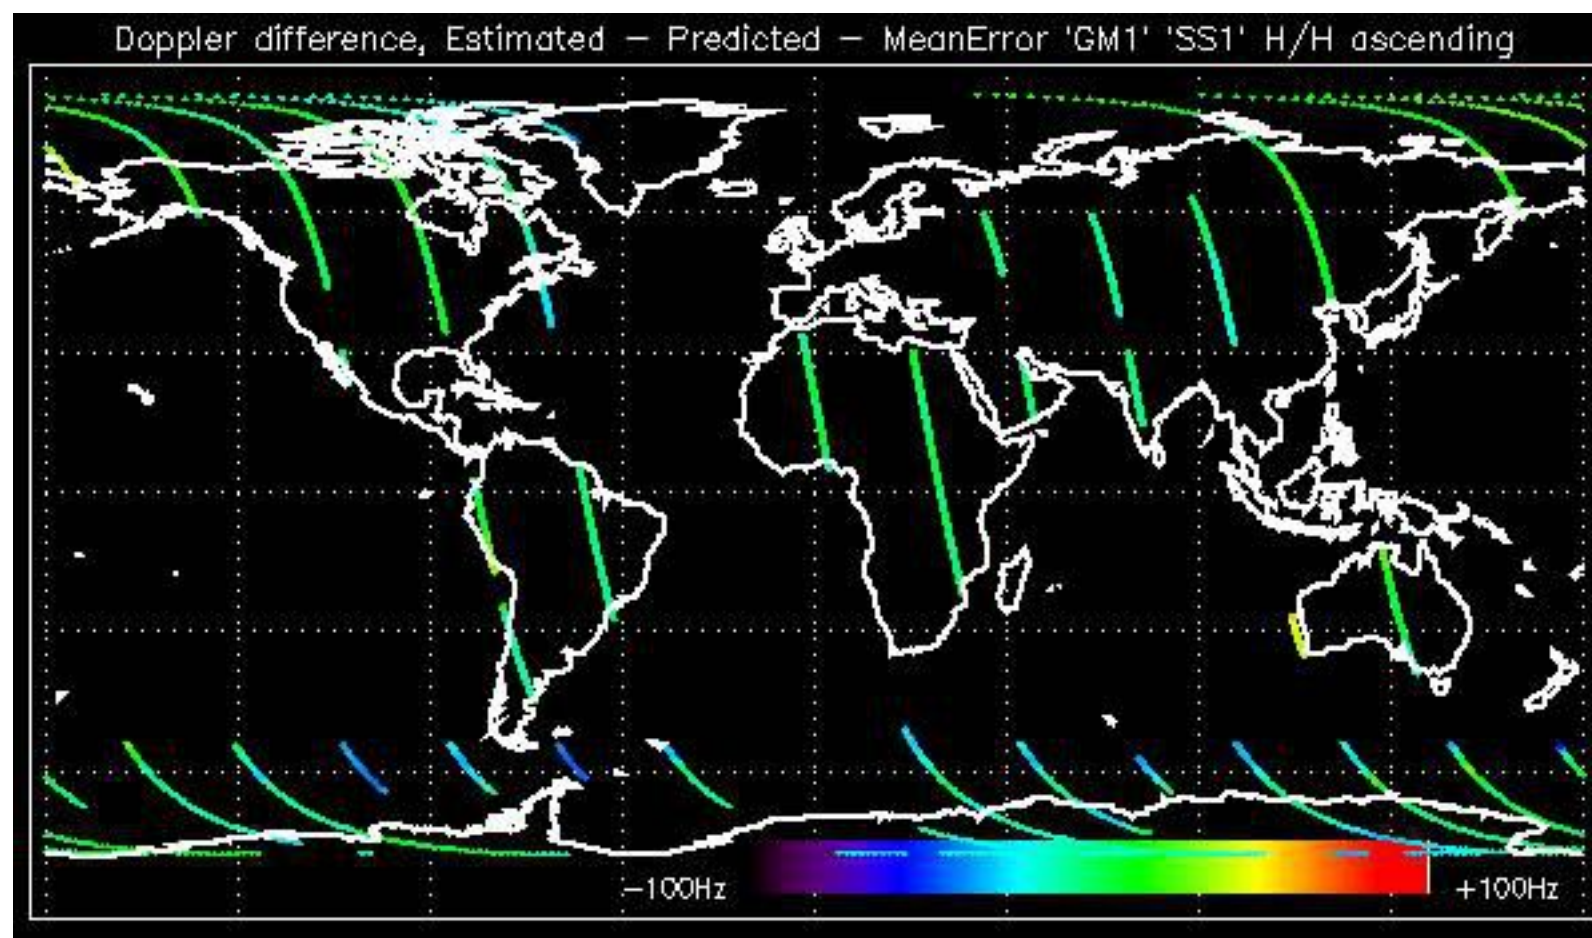 Doppler difference, Estimated – Predicted – MeanError 'GM1' 'SS1' H/H ascending
–100Hz
+100Hz